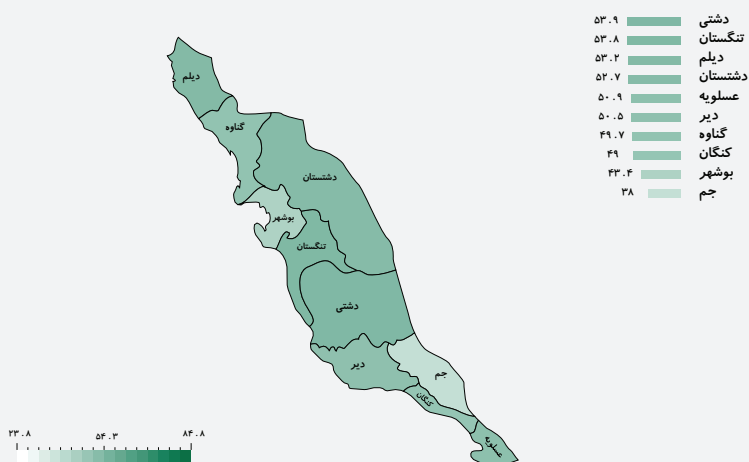 دشتی ۵۳.۹
تنگستان ۵۳.۸
دیلم ۵۳.۲
دشتستان ۵۲.۷
عسلویه ۵۰.۹
دیر ۵۰.۵
گناوه ۴۹.۷
کنگان ۴۹
بوشهر ۴۳.۴
جم ۳۸
دیلم
گناوه
دشتستان
بوشهر
تنگستان
دشتی
دیر
جم
کنگان
عسلویه
۲۳.۸ ۵۴.۳ ۸۴.۸